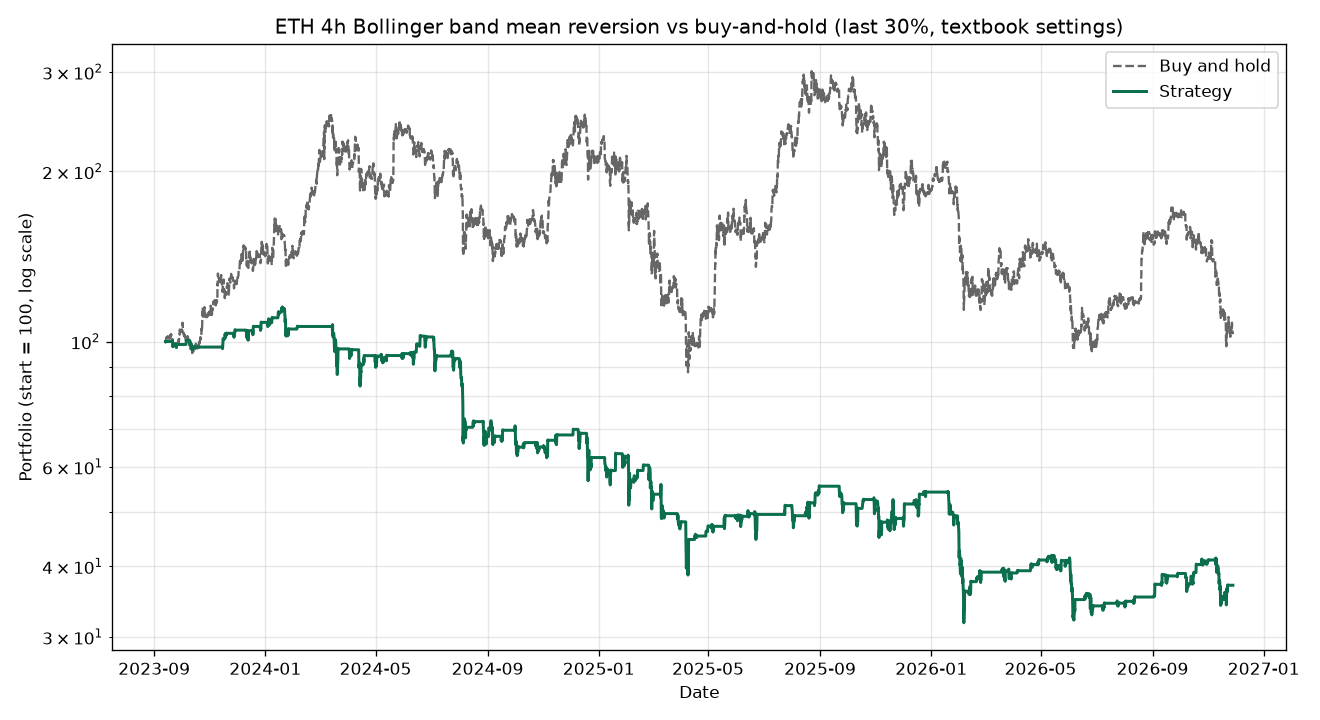 ETH 4h Bollinger band mean reversion vs buy-and-hold (last 30%, textbook settings)
Buy and hold
Strategy
Portfolio (start = 100, log scale)
3 × 10²
2 × 10²
10²
6 × 10¹
4 × 10¹
3 × 10¹
2023-09 2024-01 2024-05 2024-09 2025-01 2025-05 2025-09 2026-01 2026-05 2026-09 2027-01
Date